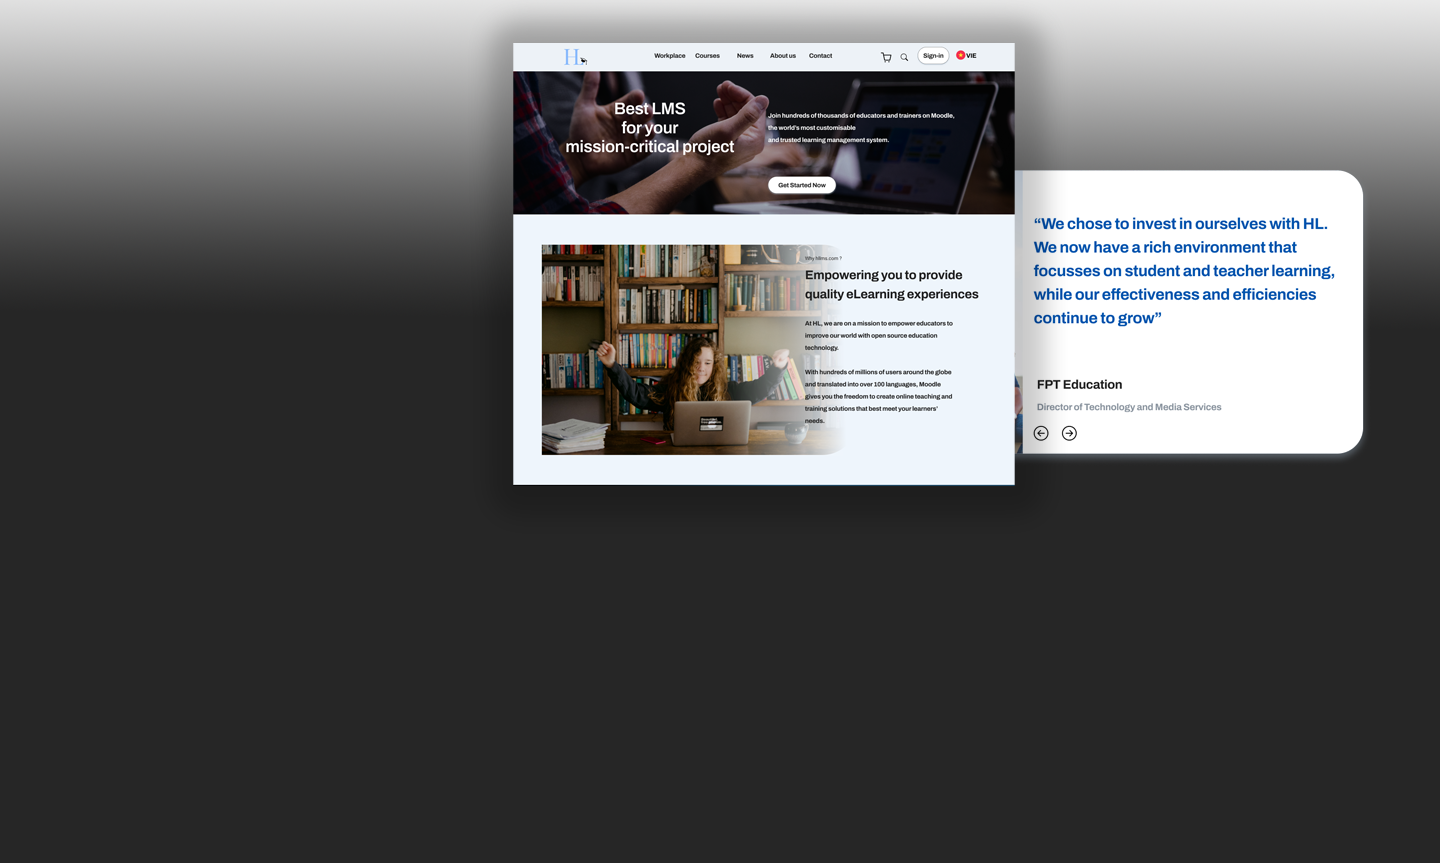 HL
Workplace
Courses
News
About us
Contact
Sign-in
VIE
Best LMS
for your
mission-critical project
Join hundreds of thousands of educators and trainers on Moodle,
the world's most customisable
and trusted learning management system.
Get Started Now
Empowering you to provide
quality eLearning experiences
At HL, we are on a mission to empower educators to
improve our world with open source education
technology.
With hundreds of millions of users around the globe
and translated into over 100 languages, Moodle
gives you the freedom to create online teaching and
training solutions that best meet your learners'
needs.
“We chose to invest in ourselves with HL.
We now have a rich environment that
focusses on student and teacher learning,
while our effectiveness and efficiencies
continue to grow”
FPT Education
Director of Technology and Media Services